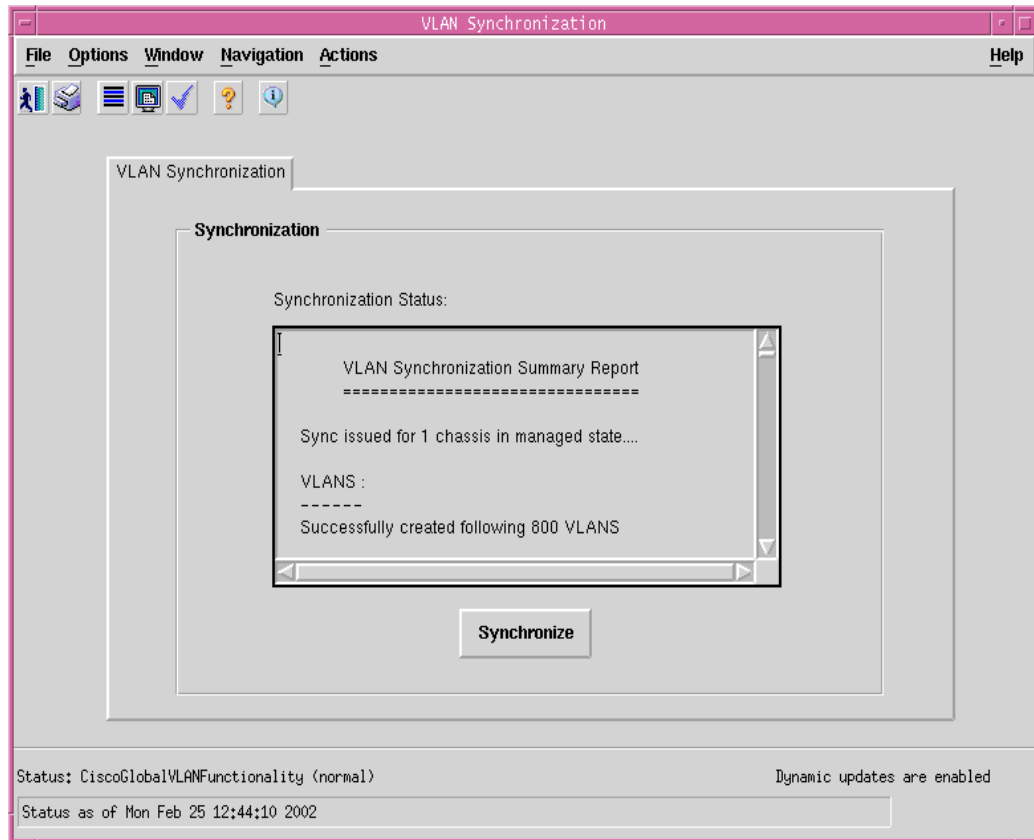 VLAN Synchronization
File Options Window Navigation Actions Help
VLAN Synchronization
Synchronization
Synchronization Status:
VLAN Synchronization Summary Report
================================
Sync issued for 1 chassis in managed state....
VLANS :
------
Successfully created following 800 VLANS
Synchronize
Status: CiscoGlobalVLANFunctionality (normal) Dynamic updates are enabled
Status as of Mon Feb 25 12:44:10 2002